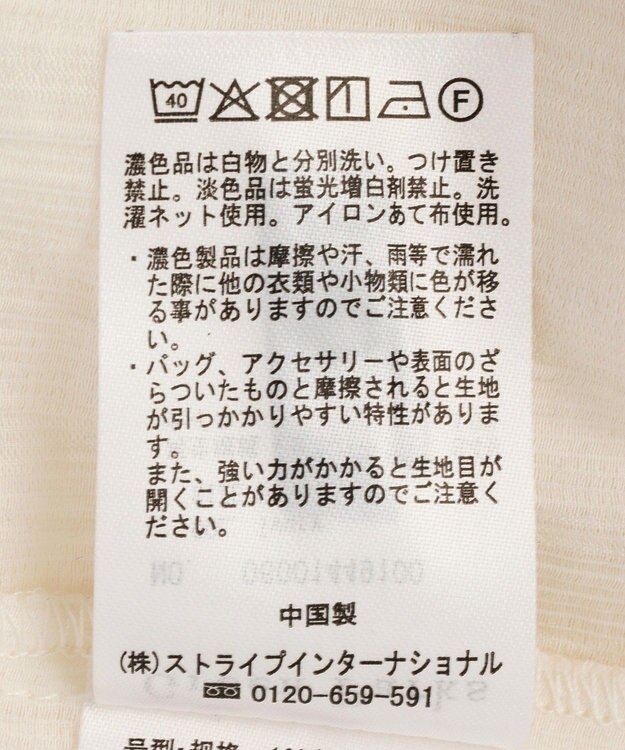 40 F
濃色品は白物と分別洗い。つけ置き
禁止。淡色品は蛍光増白剤禁止。洗
濯ネット使用。アイロンあて布使用。
・濃色製品は摩擦や汗、雨等で濡れ
た際に他の衣類や小物類に色が移
る事がありますのでご注意くださ
い。
・バッグ、アクセサリーや表面のざ
らついたものと摩擦されると生地
が引っかかりやすい特性がありま
す。
また、強い力がかかると生地目が
開くことがありますのでご注意く
ださい。
NO. 06001449100
中国製
(株)ストライプインターナショナル
0120-659-591